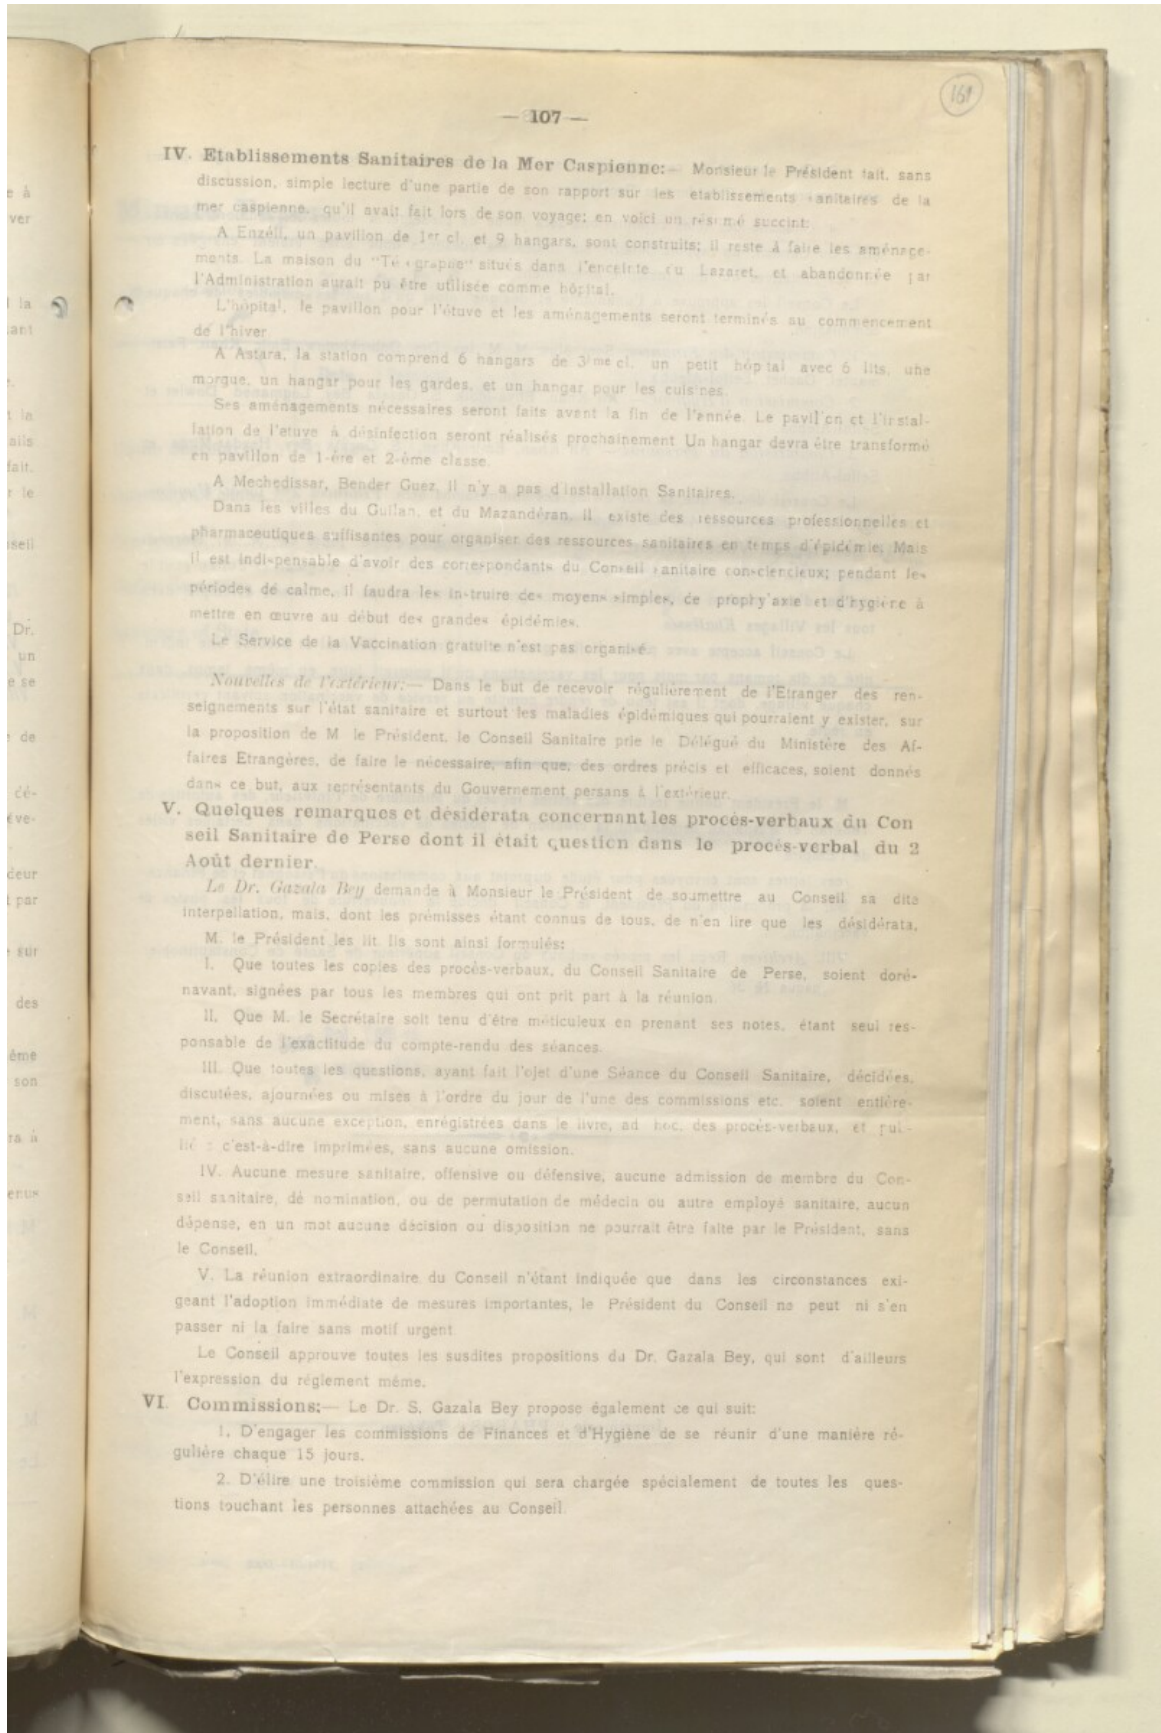 161
— 107 —
IV. Etablissements Sanitaires de la Mer Caspienne:— Monsieur le Président fait, sans
discussion, simple lecture d'une partie de son rapport sur les etablissements sanitaires de la
mer caspienne, qu'il avait fait lors de son voyage; en voici un résumé succint:
A Enzéli, un pavillon de 1er cl. et 9 hangars, sont construits; il reste à faire les aménage-
ments. La maison du "Télégraphe" situés dans l'enceinte du Lazaret, et abandonnée par
l'Administration aurait pu être utilisée comme hôpital.
L'hôpital, le pavillon pour l'étuve et les aménagements seront terminés au commencement
de l'hiver.
A Astara, la station comprend 6 hangars de 3ime cl. un petit hôpital avec 6 lits, une
morgue, un hangar pour les gardes, et un hangar pour les cuisines.
Ses aménagements nécessaires seront faits avant la fin de l'année. Le pavillon et l'instal-
lation de l'etuve à désinfection seront réalisés prochainement Un hangar devra être transformé
en pavillon de 1-ére et 2-ème classe.
A Mechedissar, Bender Guez, il n'y a pas d'installation Sanitaires.
Dans les villes du Guilan, et du Mazandéran, il existe des ressources professionnelles et
pharmaceutiques suffisantes pour organiser des ressources sanitaires en temps d'épidémie, Mais
il est indispensable d'avoir des correspondants du Conseil sanitaire consciencieux; pendant les
périodes de calme, il faudra les instruire des moyens simples, de prophylaxie et d'hygiène à
mettre en œuvre au début des grandes épidémies.
Le Service de la Vaccination gratuite n'est pas organisé.
Nouvelles de l'extérieur:— Dans le but de recevoir régulièrement de l'Etranger des ren-
seignements sur l'état sanitaire et surtout les maladies épidémiques qui pourraient y exister, sur
la proposition de M le Président, le Conseil Sanitaire prie le Délégué du Ministère des Af-
faires Etrangères, de faire le nécessaire, afin que, des ordres précis et efficaces, soient donnés
dans ce but, aux représentants du Gouvernement persans à l'extérieur.
V. Quelques remarques et désiderata concernant les procès-verbaux du Con
seil Sanitaire de Perse dont il était question dans le procès-verbal du 2
Août dernier.
Le Dr. Gazala Bey demande à Monsieur le Président de soumettre au Conseil sa dite
interpellation, mais, dont les prémisses étant connus de tous, de n'en lire que les désidérata,
M. le Président les lit Ils sont ainsi formulés:
I. Que toutes les copies des procès-verbaux, du Conseil Sanitaire de Perse, soient doré-
navant, signées par tous les membres qui ont prit part à la réunion.
II. Que M. le Secrétaire soit tenu d'être méticuleux en prenant ses notes, étant seul res-
ponsable de l'exactitude du compte-rendu des séances.
III. Que toutes les questions, ayant fait l'ojet d'une Séance du Conseil Sanitaire, décidées,
discutées, ajournées ou mises à l'ordre du jour de l'une des commissions etc. soient entière-
ment, sans aucune exception, enrégistrées dans le livre, ad hoc, des procès-verbaux, et pul-
c'est-à-dire imprimées, sans aucune omission.
IV. Aucune mesure sanitaire, offensive ou défensive, aucune admission de membre du Con-
seil sanitaire, dé nomination, ou de permutation de médecin ou autre employé sanitaire, aucun
dépense, en un mot aucune décision ou disposition ne pourrait être faite par le Président, sans
le Conseil.
V. La réunion extraordinaire du Conseil n'étant indiquée que dans les circonstances exi-
geant l'adoption immédiate de mesures importantes, le Président du Conseil ne peut ni s'en
passer ni la faire sans motif urgent
Le Conseil approuve toutes les susdites propositions du Dr. Gazala Bey, qui sont d'ailleurs
l'expression du réglement même.
VI. Commissions:— Le Dr. S. Gazala Bey propose également ce qui suit:
1. D'engager les commissions de Finances et d'Hygiène de se réunir d'une manière ré-
gulière chaque 15 jours.
2. D'élire une troisième commission qui sera chargée spécialement de toutes les ques-
tions touchant les personnes attachées au Conseil.